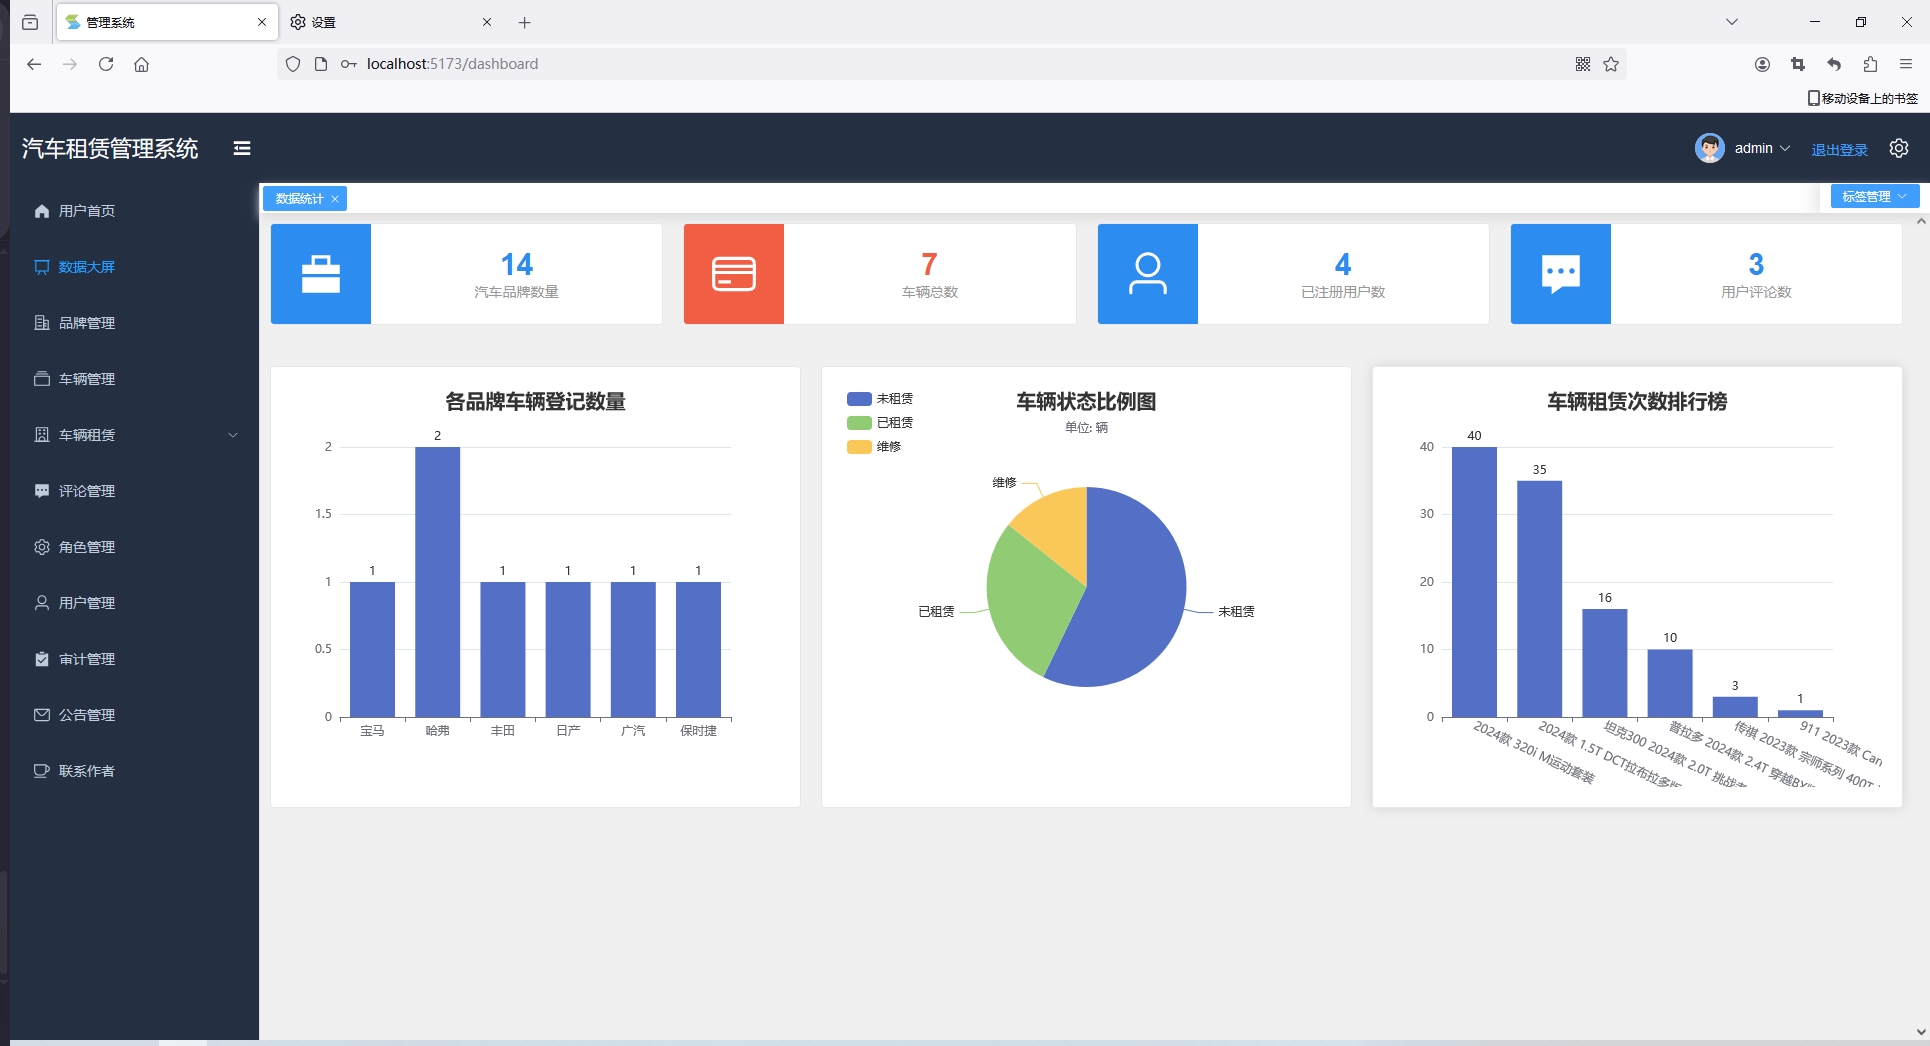 管理系统
设置
localhost:5173/dashboard
移动设备上的书签
汽车租赁管理系统
admin
退出登录
用户首页
数据大屏
品牌管理
车辆管理
车辆租赁
评论管理
角色管理
用户管理
审计管理
公告管理
联系作者
数据统计
标签管理
14
汽车品牌数量
7
车辆总数
4
已注册用户数
3
用户评论数
各品牌车辆登记数量
2
1.5
1
0.5
0
1
2
1
1
1
1
宝马
哈弗
丰田
日产
广汽
保时捷
未租赁
已租赁
维修
车辆状态比例图
单位: 辆
维修
已租赁
未租赁
车辆租赁次数排行榜
40
30
20
10
0
40
35
16
10
3
1
2024款 320i M运动套装
2024款 1.5T DCT拉布拉多版
坦克300 2024款 2.0T 挑战者
普拉多 2024款 2.4T 穿越BX版
传祺 2023款 宗师系列 400T
911 2023款 Can